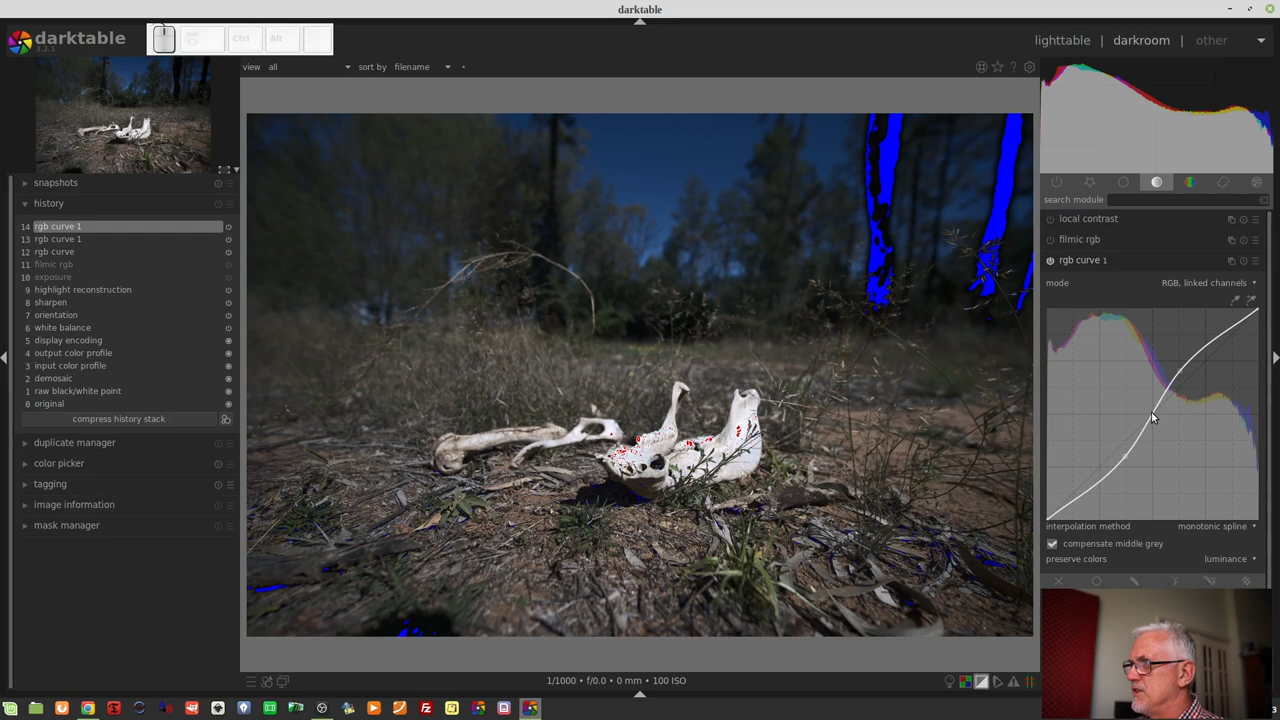 darktable
darktable
3.2.1
Ctrl
Alt
lighttable | darkroom | other
view all
sort by filename
search module
snapshots
history
14 rgb curve 1
13 rgb curve 1
12 rgb curve
11 filmic rgb
10 exposure
9 highlight reconstruction
8 sharpen
7 orientation
6 white balance
5 display encoding
4 output color profile
3 input color profile
2 demosaic
1 raw black/white point
0 original
compress history stack
duplicate manager
color picker
tagging
image information
mask manager
local contrast
filmic rgb
rgb curve 1
mode RGB, linked channels
interpolation method monotonic spline
compensate middle grey
preserve colors luminance
1/1000 • f/0.0 • 0 mm • 100 ISO